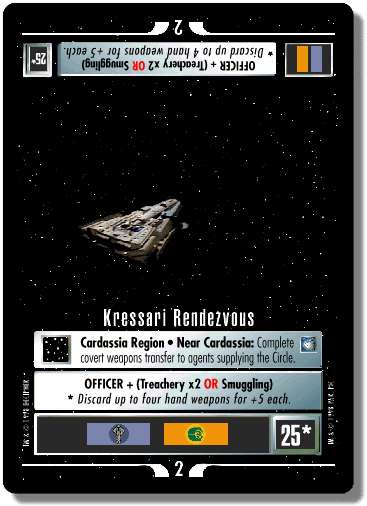 2
* Discard up to 4 hand weapons for +5 each.
OFFICER + (Treachery x2 OR Smuggling)
25*
Kressari Rendezvous
Cardassia Region • Near Cardassia: Complete
covert weapons transfer to agents supplying the Circle.
OFFICER + (Treachery x2 OR Smuggling)
* Discard up to four hand weapons for +5 each.
25*
2